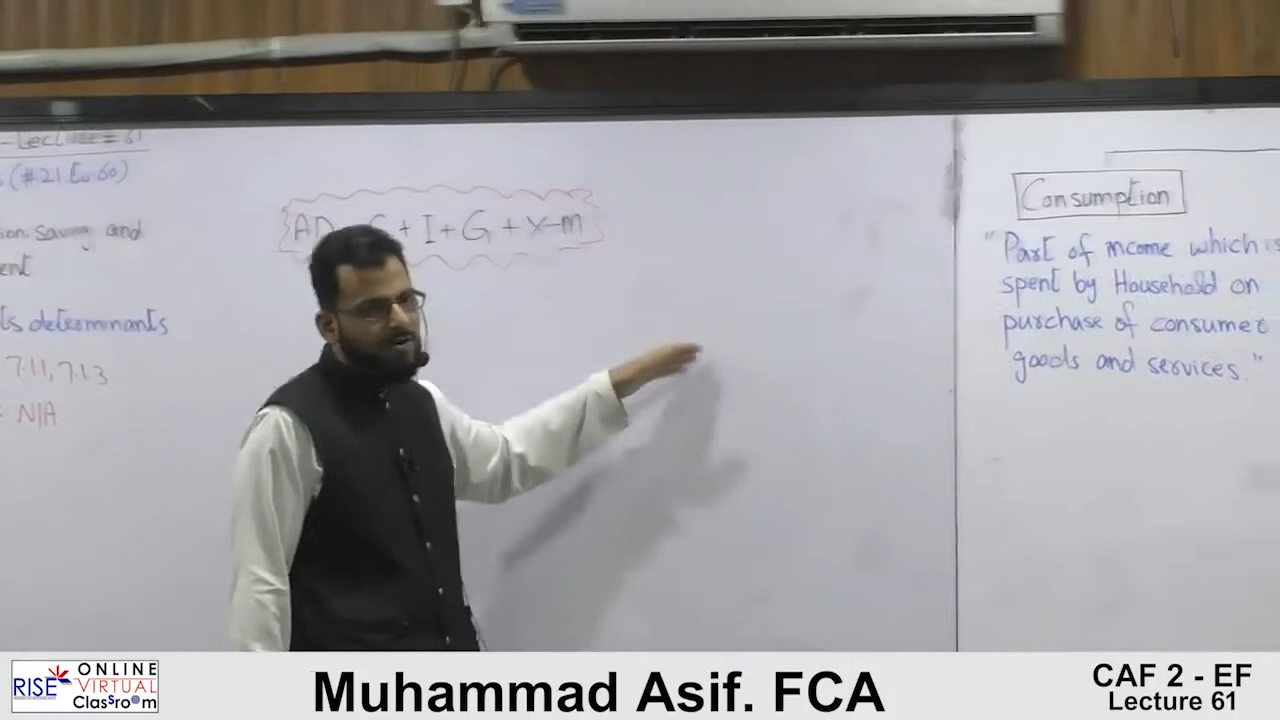 -Lecture = 61
(#21 to 60)
saving and
determinants
7.11, 7.13
N/A
AD C + I + G + X-m
Consumption
"Part of income which is
spent by Household on
purchase of consumer
goods and services."
RISE
ONLINE
VIRTUAL
Classroom
Muhammad Asif. FCA
CAF 2 - EF
Lecture 61